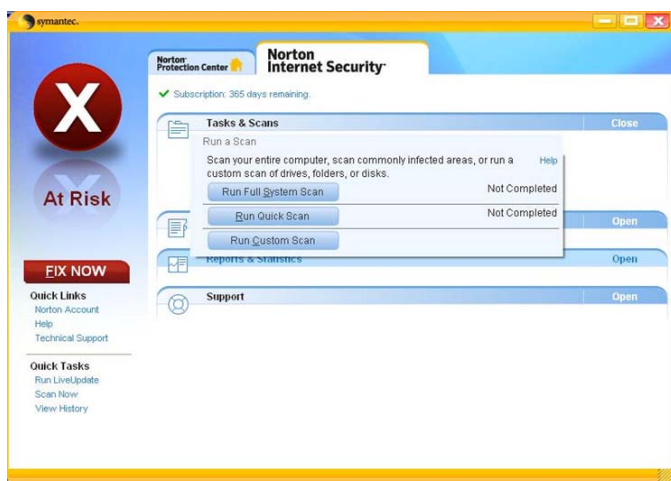 symantec.
Norton
Protection Center
Norton
Internet Security
Subscription: 365 days remaining.
Tasks & Scans
Close
Run a Scan
Scan your entire computer, scan commonly infected areas, or run a
custom scan of drives, folders, or disks.
Help
Run Full System Scan
Not Completed
Run Quick Scan
Not Completed
Run Custom Scan
Open
Reports & Statistics
Open
Support
Open
X
At Risk
FIX NOW
Quick Links
Norton Account
Help
Technical Support
Quick Tasks
Run LiveUpdate
Scan Now
View History